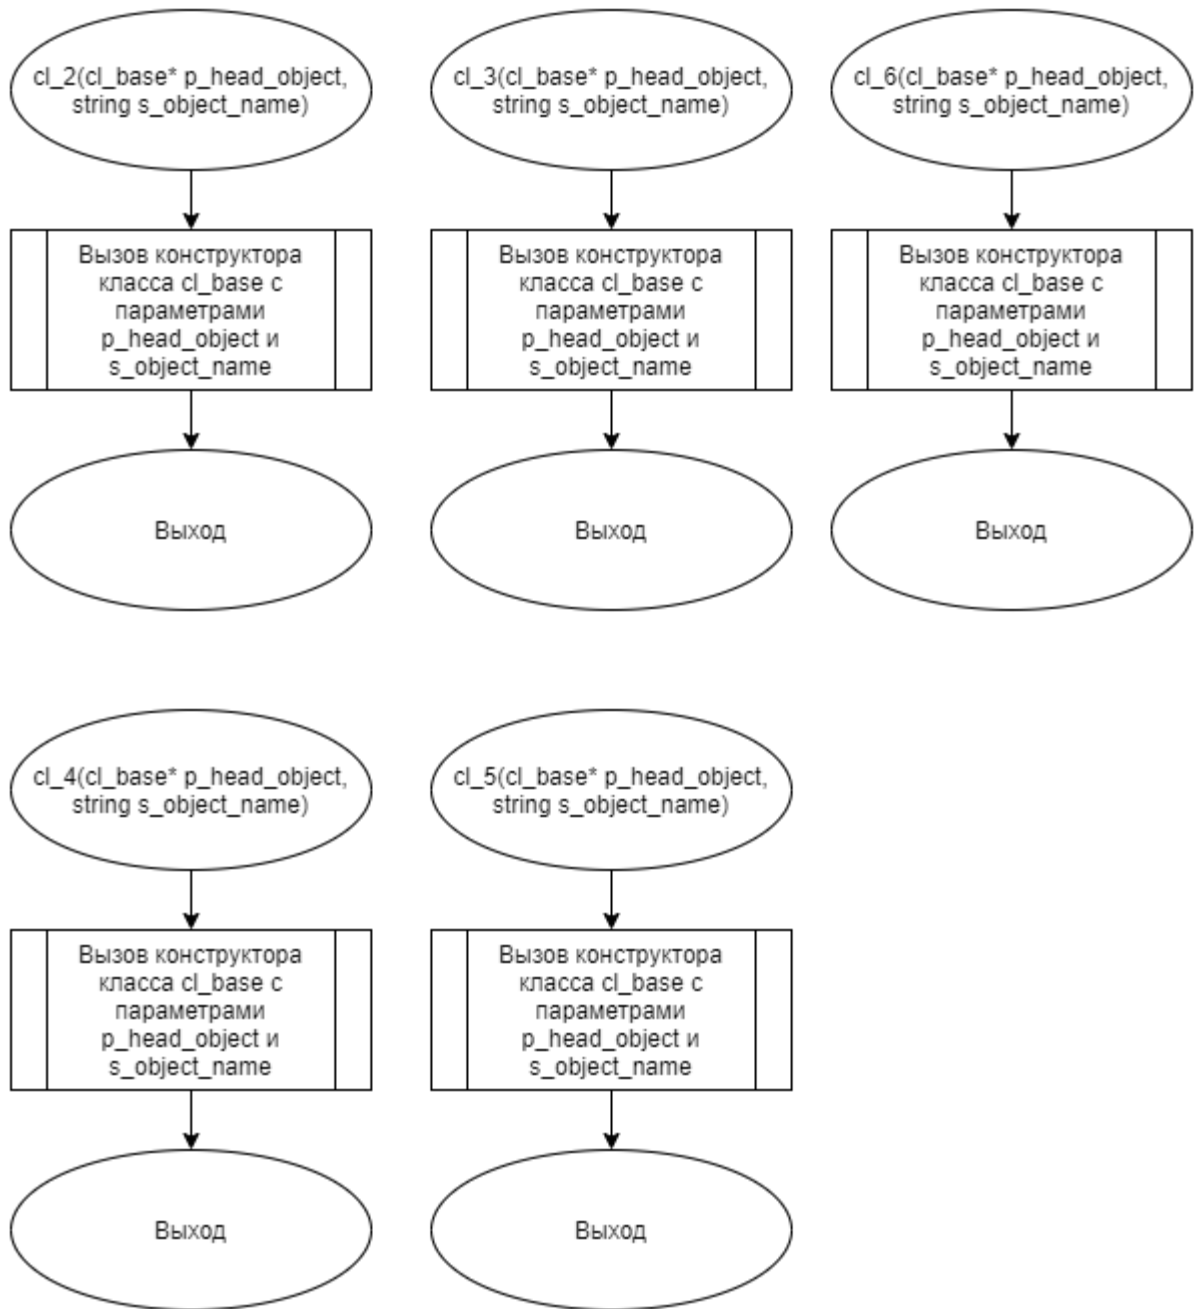 cl_2(cl_base* p_head_object,
string s_object_name)
Вызов конструктора
класса cl_base с
параметрами
p_head_object и
s_object_name
Выход
cl_3(cl_base* p_head_object,
string s_object_name)
Вызов конструктора
класса cl_base с
параметрами
p_head_object и
s_object_name
Выход
cl_6(cl_base* p_head_object,
string s_object_name)
Вызов конструктора
класса cl_base с
параметрами
p_head_object и
s_object_name
Выход
cl_4(cl_base* p_head_object,
string s_object_name)
Вызов конструктора
класса cl_base с
параметрами
p_head_object и
s_object_name
Выход
cl_5(cl_base* p_head_object,
string s_object_name)
Вызов конструктора
класса cl_base с
параметрами
p_head_object и
s_object_name
Выход